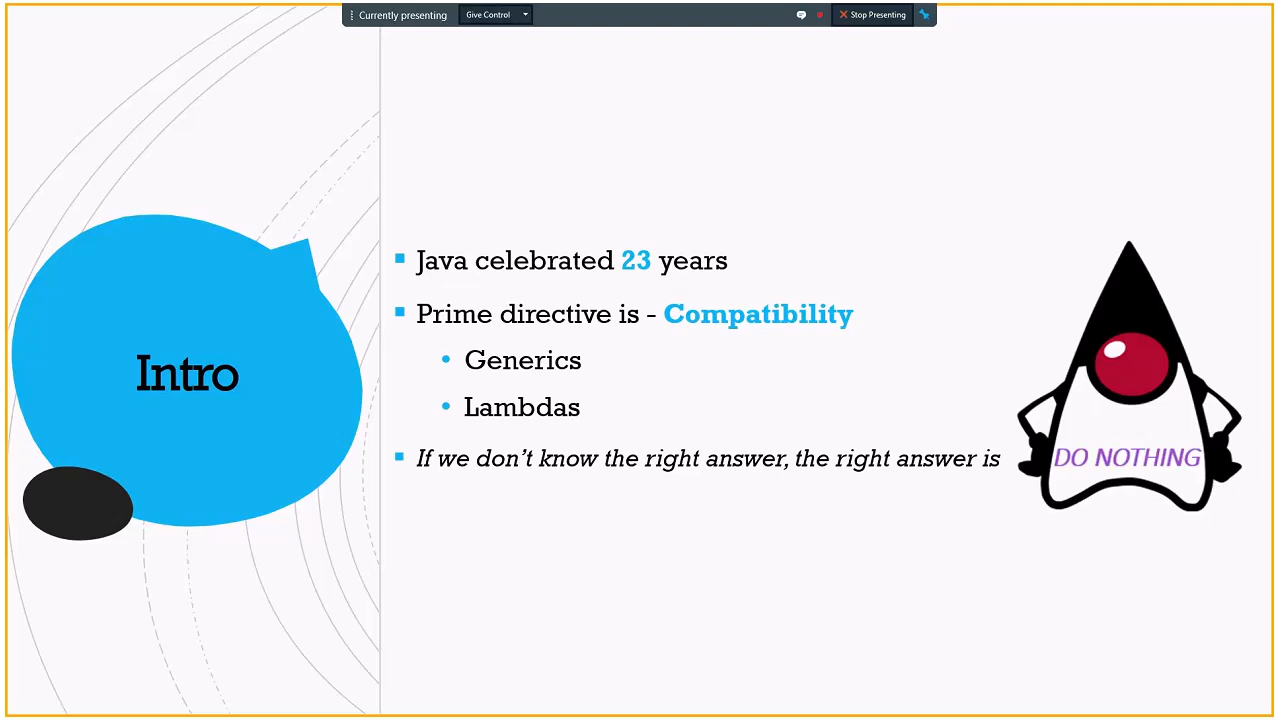 Currently presenting
Give Control
Stop Presenting
Intro
Java celebrated 23 years
Prime directive is - Compatibility
Generics
Lambdas
If we don't know the right answer, the right answer is
DO NOTHING